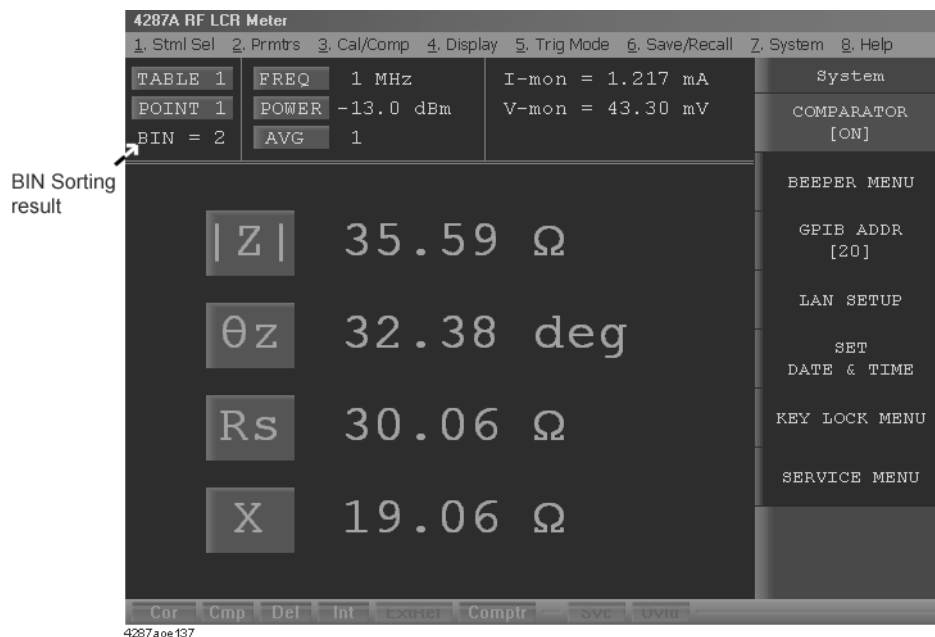 4287A RF LCR Meter
1. Stml Sel 2. Prmtrs 3. Cal/Comp 4. Display 5. Trig Mode 6. Save/Recall 7. System 8. Help
TABLE 1 FREQ 1 MHz I-mon = 1.217 mA
POINT 1 POWER -13.0 dBm V-mon = 43.30 mV
BIN = 2 AVG 1
BIN Sorting
result
|Z| 35.59 Ω
θz 32.38 deg
Rs 30.06 Ω
X 19.06 Ω
System
COMPARATOR
[ON]
BEEPER MENU
GPIB ADDR
[20]
LAN SETUP
SET
DATE & TIME
KEY LOCK MENU
SERVICE MENU
Cor Cmp Del Int ExtRef Comptr Svc Ovld
4287aoe137